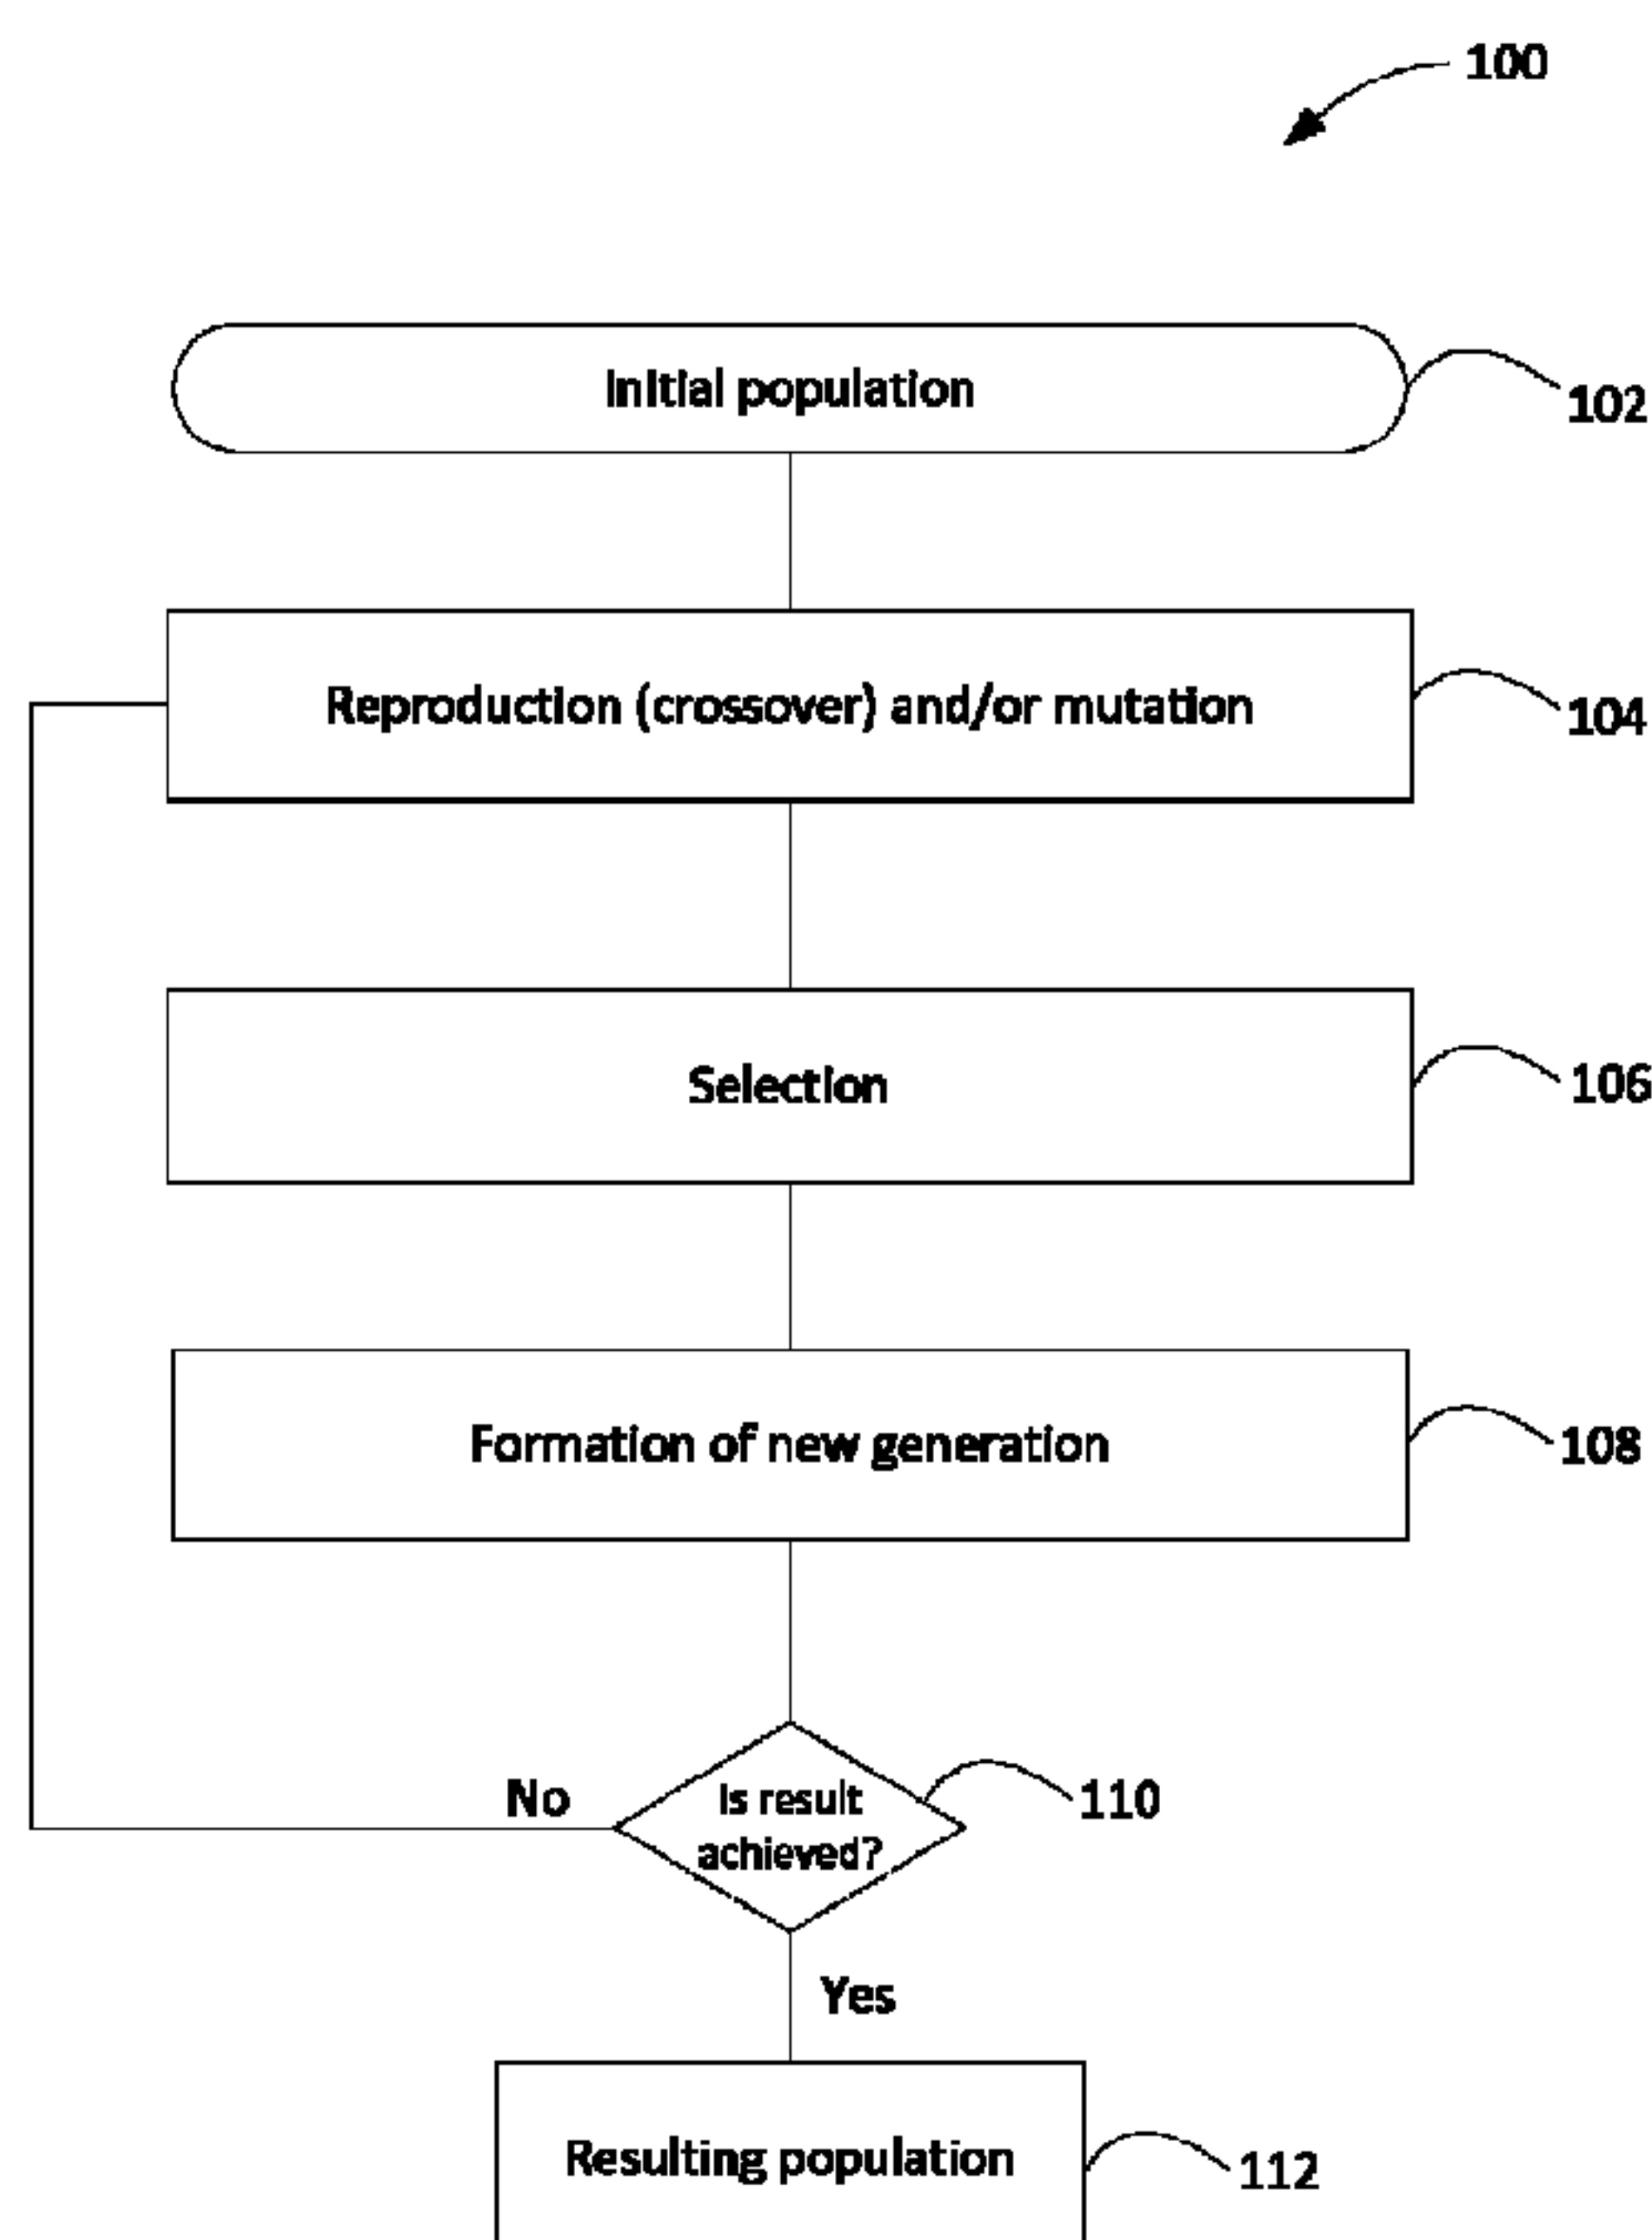 100
Initial population
102
Reproduction (crossover) and/or mutation
104
Selection
106
Formation of new generation
108
No
Is result
achieved?
110
Yes
Resulting population
112